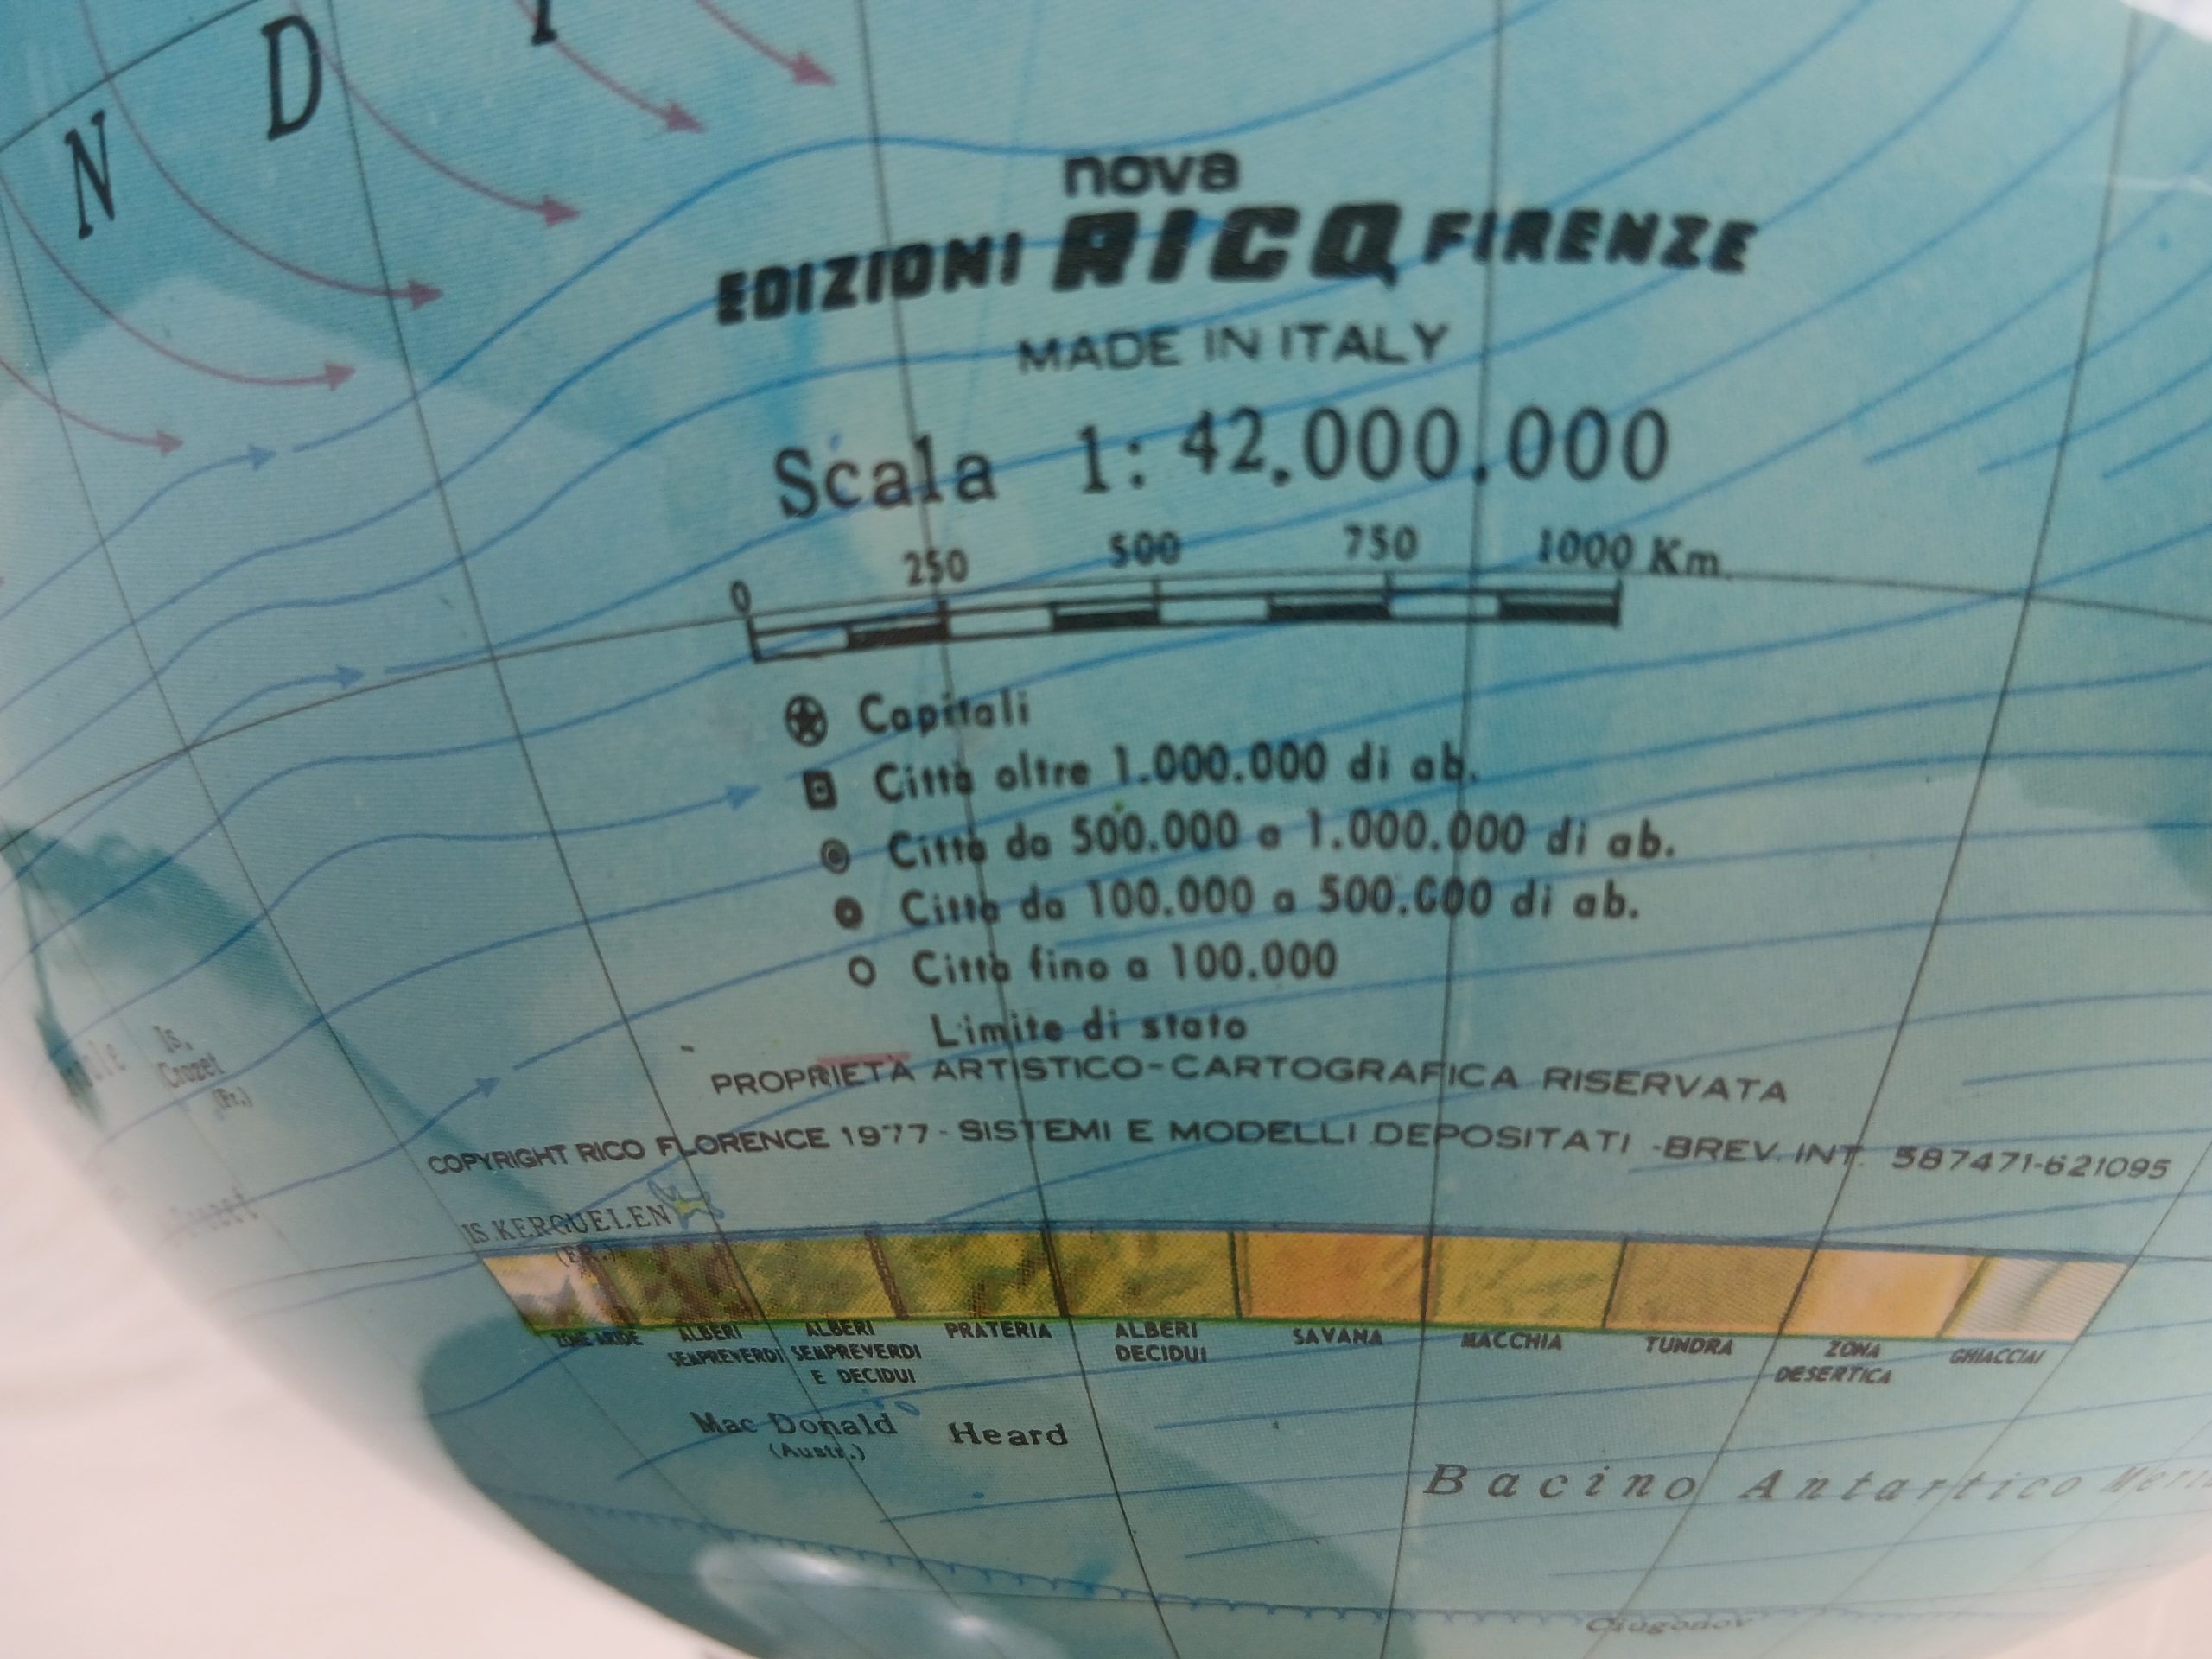 N D
nova
EDIZIONI RICO FIRENZE
MADE IN ITALY
Scala 1: 42.000.000
0 250 500 750 1000 Km.
Capitali
Città oltre 1.000.000 di ab.
Città da 500.000 a 1.000.000 di ab.
Città da 100.000 a 500.000 di ab.
Città fino a 100.000
Limite di stato
Is. Crozet (Fr.)
PROPRIETÀ ARTISTICO-CARTOGRAFICA RISERVATA
COPYRIGHT RICO FLORENCE 1977 - SISTEMI E MODELLI DEPOSITATI - BREV. INT. 587471-621095
IS. KERGUELEN
(FR.)
ZONE ARIDE
ALBERI SEMPREVERDI
ALBERI SEMPREVERDI E DECIDUI
PRATERIA
ALBERI DECIDUI
SAVANA
MACCHIA
TUNDRA
ZONA DESERTICA
GHIACCIAI
Mac Donald Heard
(Austr.)
Bacino Antartico